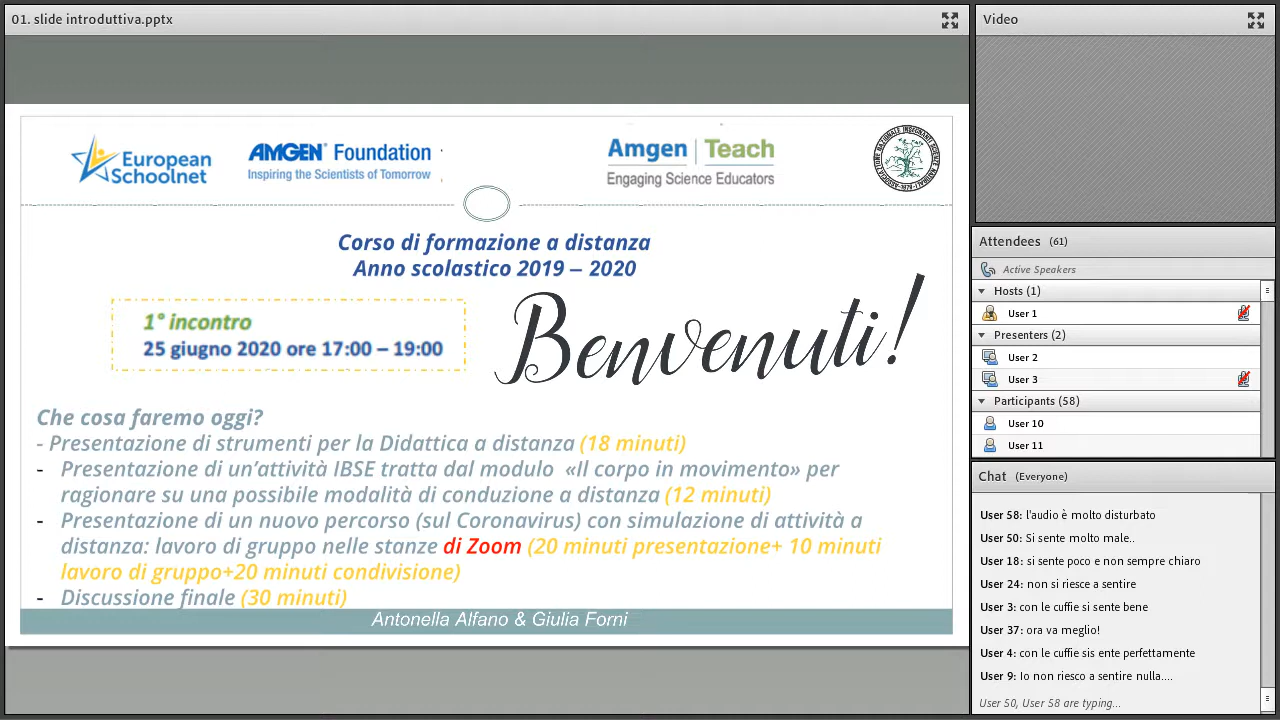 01. slide introduttiva.pptx
European
Schoolnet
AMGEN® Foundation
Inspiring the Scientists of Tomorrow
Amgen Teach
Engaging Science Educators
Corso di formazione a distanza
Anno scolastico 2019 – 2020
1° incontro
25 giugno 2020 ore 17:00 – 19:00
Benvenuti!
Che cosa faremo oggi?
- Presentazione di strumenti per la Didattica a distanza (18 minuti)
- Presentazione di un’attività IBSE tratta dal modulo «Il corpo in movimento» per
ragionare su una possibile modalità di conduzione a distanza (12 minuti)
- Presentazione di un nuovo percorso (sul Coronavirus) con simulazione di attività a
distanza: lavoro di gruppo nelle stanze di Zoom (20 minuti presentazione+ 10 minuti
lavoro di gruppo+20 minuti condivisione)
- Discussione finale (30 minuti)
Antonella Alfano & Giulia Forni
Video
Attendees (61)
Active Speakers
Hosts (1)
User 1
Presenters (2)
User 2
User 3
Participants (58)
User 10
User 11
Chat (Everyone)
User 58: l'audio è molto disturbato
User 50: Si sente molto male..
User 18: si sente poco e non sempre chiaro
User 24: non si riesce a sentire
User 3: con le cuffie si sente bene
User 37: ora va meglio!
User 4: con le cuffie sis ente perfettamente
User 9: Io non riesco a sentire nulla....
User 50, User 58 are typing...